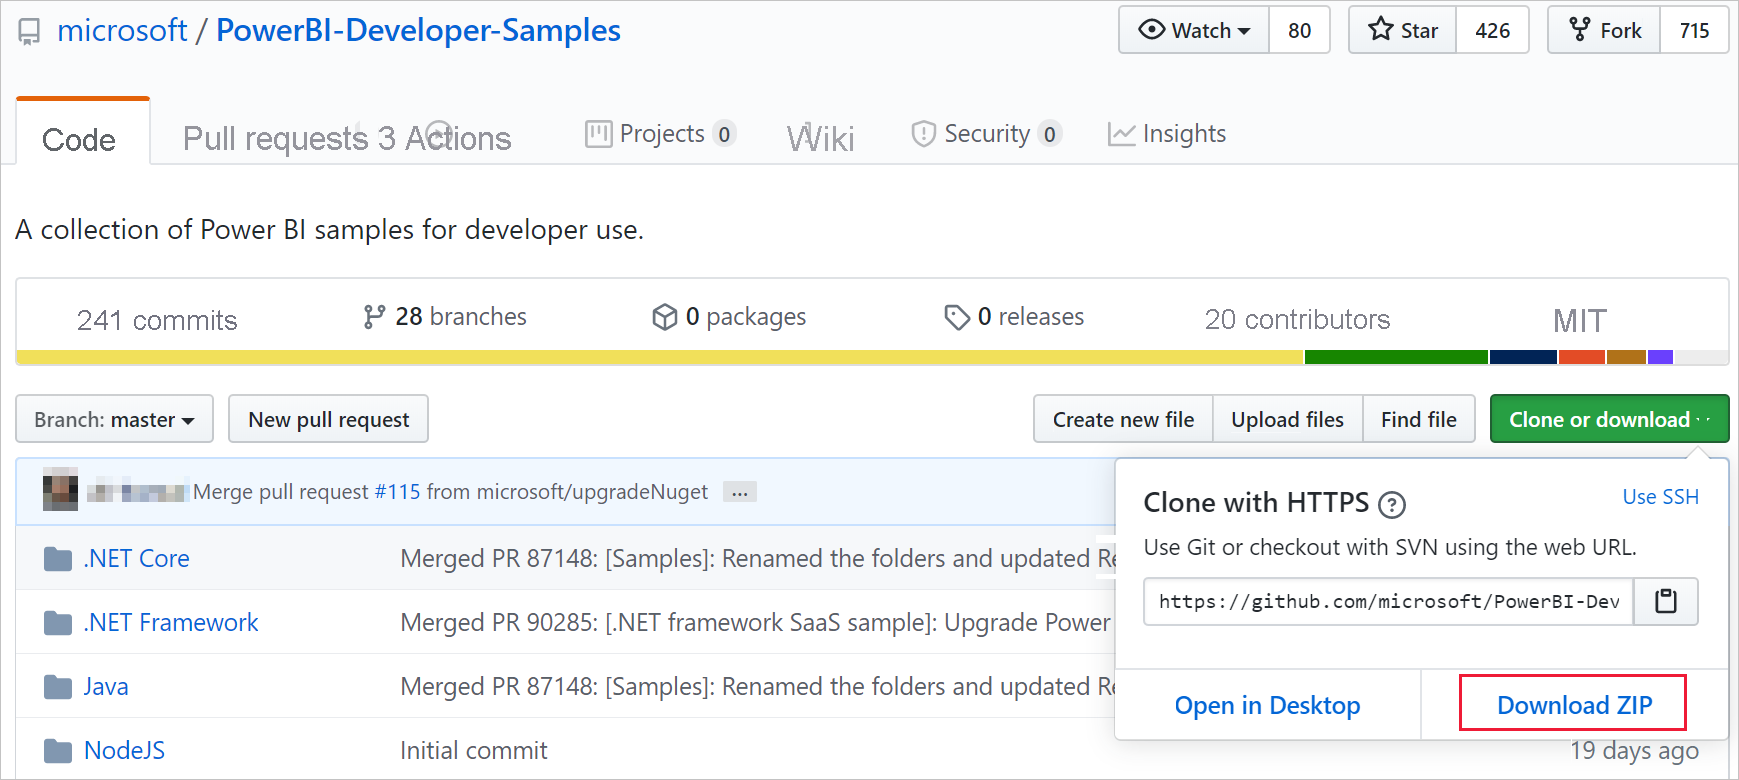 microsoft / PowerBI-Developer-Samples
Watch 80 Star 426 Fork 715
Code Pull requests 3 Actions Projects 0 Wiki Security 0 Insights
A collection of Power BI samples for developer use.
241 commits 28 branches 0 packages 0 releases 20 contributors MIT
Branch: master New pull request Create new file Upload files Find file Clone or download
Merge pull request #115 from microsoft/upgradeNuget ...
Clone with HTTPS ? Use SSH
Use Git or checkout with SVN using the web URL.
https://github.com/microsoft/PowerBI-Dev
Open in Desktop Download ZIP
.NET Core Merged PR 87148: [Samples]: Renamed the folders and updated Re
.NET Framework Merged PR 90285: [.NET framework SaaS sample]: Upgrade Power
Java Merged PR 87148: [Samples]: Renamed the folders and updated Re
NodeJS Initial commit 19 days ago